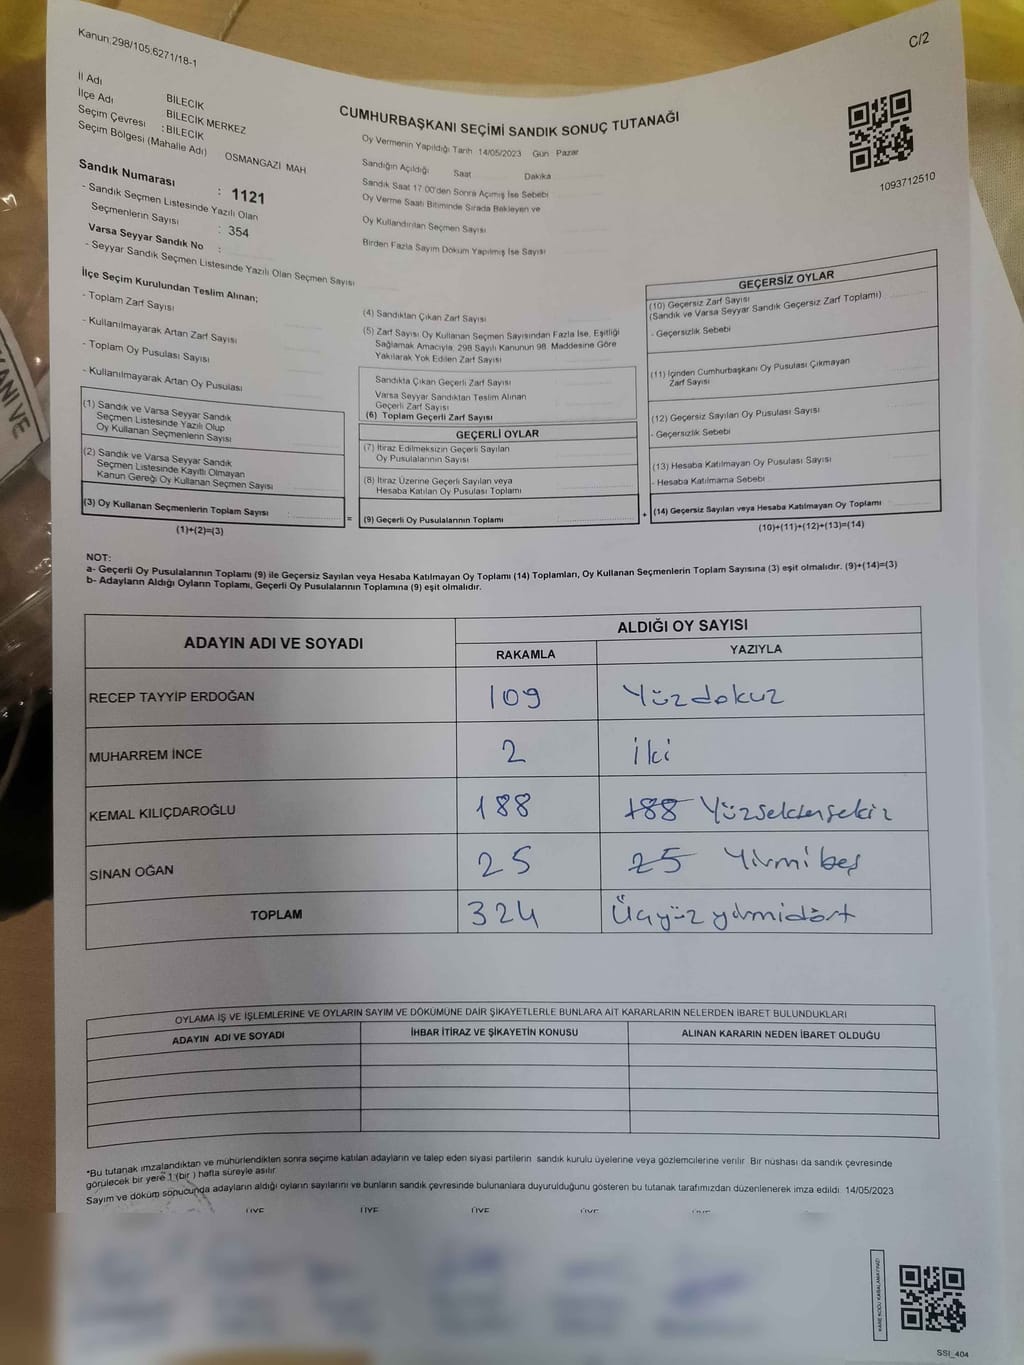 Kanun:298/105,6271/18-1
C/2
İl Adı
BİLECİK
İlçe Adı
BİLECİK MERKEZ
Seçim Çevresi : BİLECİK
Seçim Bölgesi (Mahalle Adı) OSMANGAZİ MAH
Sandık Numarası : 1121
- Sandık Seçmen Listesinde Yazılı Olan
Seçmenlerin Sayısı : 354
Varsa Seyyar Sandık No :
- Seyyar Sandık Seçmen Listesinde Yazılı Olan Seçmen Sayısı
CUMHURBAŞKANI SEÇİMİ SANDIK SONUÇ TUTANAĞI
Oy Vermenin Yapıldığı Tarih 14/05/2023 Gün Pazar
Sandığın Açıldığı Saat Dakika
Sandık Saat 17.00'den Sonra Açılmış İse Sebebi
Oy Verme Saati Bitiminde Sırada Bekleyen ve
Oy Kullandırılan Seçmen Sayısı
Birden Fazla Sayım Döküm Yapılmış İse Sayısı
1093712510
İlçe Seçim Kurulundan Teslim Alınan;
- Toplam Zarf Sayısı
- Kullanılmayarak Artan Zarf Sayısı
- Toplam Oy Pusulası Sayısı
- Kullanılmayarak Artan Oy Pusulası
(1) Sandık ve Varsa Seyyar Sandık
Seçmen Listesinde Yazılı Olup
Oy Kullanan Seçmenlerin Sayısı
(2) Sandık ve Varsa Seyyar Sandık
Seçmen Listesinde Kayıtlı Olmayan
Kanun Gereği Oy Kullanan Seçmen Sayısı
(3) Oy Kullanan Seçmenlerin Toplam Sayısı :
(1)+(2)=(3)
=
(4) Sandıktan Çıkan Zarf Sayısı
(5) Zarf Sayısı Oy Kullanan Seçmen Sayısından Fazla İse, Eşitliği
Sağlamak Amacıyla, 298 Sayılı Kanunun 98. Maddesine Göre
Yakılarak Yok Edilen Zarf Sayısı
Sandıkta Çıkan Geçerli Zarf Sayısı
Varsa Seyyar Sandıktan Teslim Alınan
Geçerli Zarf Sayısı
(6) Toplam Geçerli Zarf Sayısı
GEÇERLİ OYLAR
(7) İtiraz Edilmeksizin Geçerli Sayılan
Oy Pusulalarının Sayısı
(8) İtiraz Üzerine Geçerli Sayılan veya
Hesaba Katılan Oy Pusulası Toplamı
(9) Geçerli Oy Pusulalarının Toplamı
+
GEÇERSİZ OYLAR
(10) Geçersiz Zarf Sayısı
(Sandık ve Varsa Seyyar Sandık Geçersiz Zarf Toplamı)
- Geçersizlik Sebebi
(11) İçinden Cumhurbaşkanı Oy Pusulası Çıkmayan
Zarf Sayısı
(12) Geçersiz Sayılan Oy Pusulası Sayısı
- Geçersizlik Sebebi
(13) Hesaba Katılmayan Oy Pusulası Sayısı
- Hesaba Katılmama Sebebi
(14) Geçersiz Sayılan veya Hesaba Katılmayan Oy Toplamı
(10)+(11)+(12)+(13)=(14)
NOT:
a- Geçerli Oy Pusulalarının Toplamı (9) ile Geçersiz Sayılan veya Hesaba Katılmayan Oy Toplamı (14) Toplamları, Oy Kullanan Seçmenlerin Toplam Sayısına (3) eşit olmalıdır. (9)+(14)=(3)
b- Adayların Aldığı Oyların Toplamı, Geçerli Oy Pusulalarının Toplamına (9) eşit olmalıdır.
ADAYIN ADI VE SOYADI
ALDIĞI OY SAYISI
RAKAMLA YAZIYLA
RECEP TAYYİP ERDOĞAN 109 Yüzdokuz
MUHARREM İNCE 2 iki
KEMAL KILIÇDAROĞLU 188 188 Yüzseksensekiz
SİNAN OĞAN 25 25 Yirmibeş
TOPLAM 324 Üçyüz yirmidört
OYLAMA İŞ VE İŞLEMLERİNE VE OYLARIN SAYIM VE DÖKÜMÜNE DAİR ŞİKAYETLERLE BUNLARA AİT KARARLARIN NELERDEN İBARET BULUNDUKLARI
ADAYIN ADI VE SOYADI İHBAR İTİRAZ VE ŞİKAYETİN KONUSU ALINAN KARARIN NEDEN İBARET OLDUĞU
*Bu tutanak imzalandıktan ve mühürlendikten sonra seçime katılan adayların ve talep eden siyasi partilerin sandık kurulu üyelerine veya gözlemcilerine verilir. Bir nüshası da sandık çevresinde
görülecek bir yere 1 (bir ) hafta süreyle asılır.
Sayım ve döküm sonucunda adayların aldığı oyların sayılarını ve bunların sandık çevresinde bulunanlara duyurulduğunu gösteren bu tutanak tarafımızdan düzenlenerek imza edildi. 14/05/2023
ÜYE ÜYE ÜYE ÜYE ÜYE
KARE KODU KARALAMAYINIZ!
SSİ_404